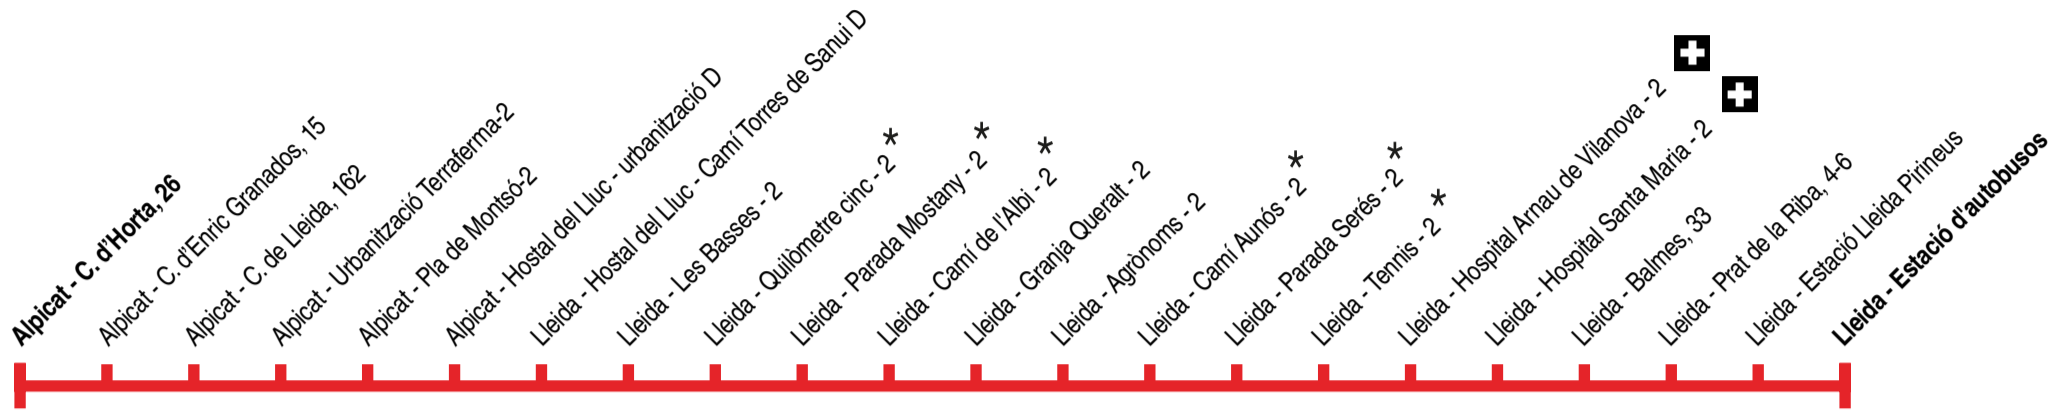 Alpicat - C. d'Horta, 26
Alpicat - C. d'Enric Granados, 15
Alpicat - C. de Lleida, 162
Alpicat - Urbanització Terraferma-2
Alpicat - Pla de Montsó-2
Alpicat - Hostal del Lluc - urbanització D
Lleida - Hostal del Lluc - Camí Torres de Sanui D
Lleida - Les Basses - 2
Lleida - Quilòmetre cinc - 2 *
Lleida - Parada Mostany - 2 *
Lleida - Camí de l'Albi - 2 *
Lleida - Granja Queralt - 2
Lleida - Agrònoms - 2
Lleida - Camí Aunós - 2 *
Lleida - Parada Serés - 2 *
Lleida - Tennis - 2 *
Lleida - Hospital Arnau de Vilanova - 2
Lleida - Hospital Santa Maria - 2
Lleida - Balmes, 33
Lleida - Prat de la Riba, 4-6
Lleida - Estació Lleida Pirineus
Lleida - Estació d'autobusos